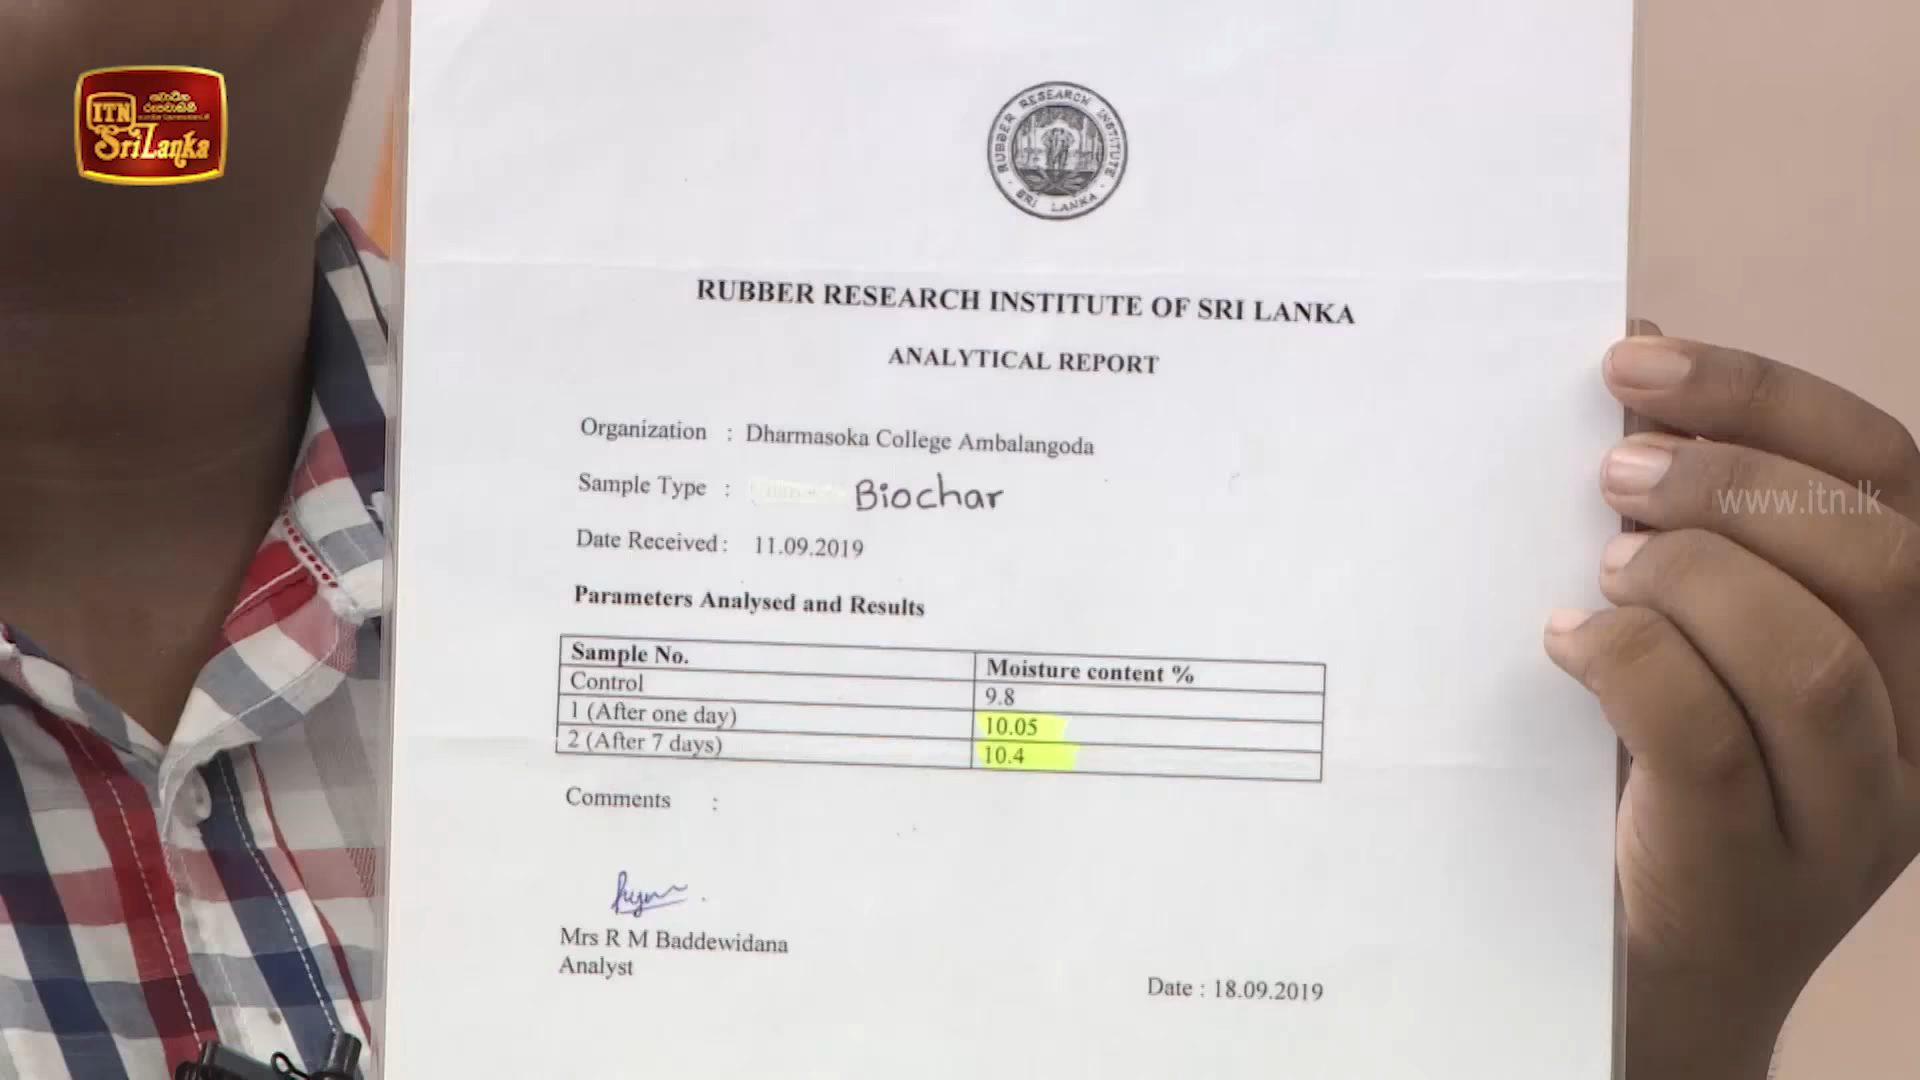 ITN
ස්වාධීන
රූපවාහිනී
SriLanka
RUBBER RESEARCH INSTITUTE
SRI LANKA
RUBBER RESEARCH INSTITUTE OF SRI LANKA
ANALYTICAL REPORT
Organization : Dharmasoka College Ambalangoda
Sample Type : Biochar
Date Received : 11.09.2019
www.itn.lk
Parameters Analysed and Results
Sample No. Moisture content %
Control 9.8
1 (After one day) 10.05
2 (After 7 days) 10.4
Comments :
Mrs R M Baddewidana
Analyst
Date : 18.09.2019